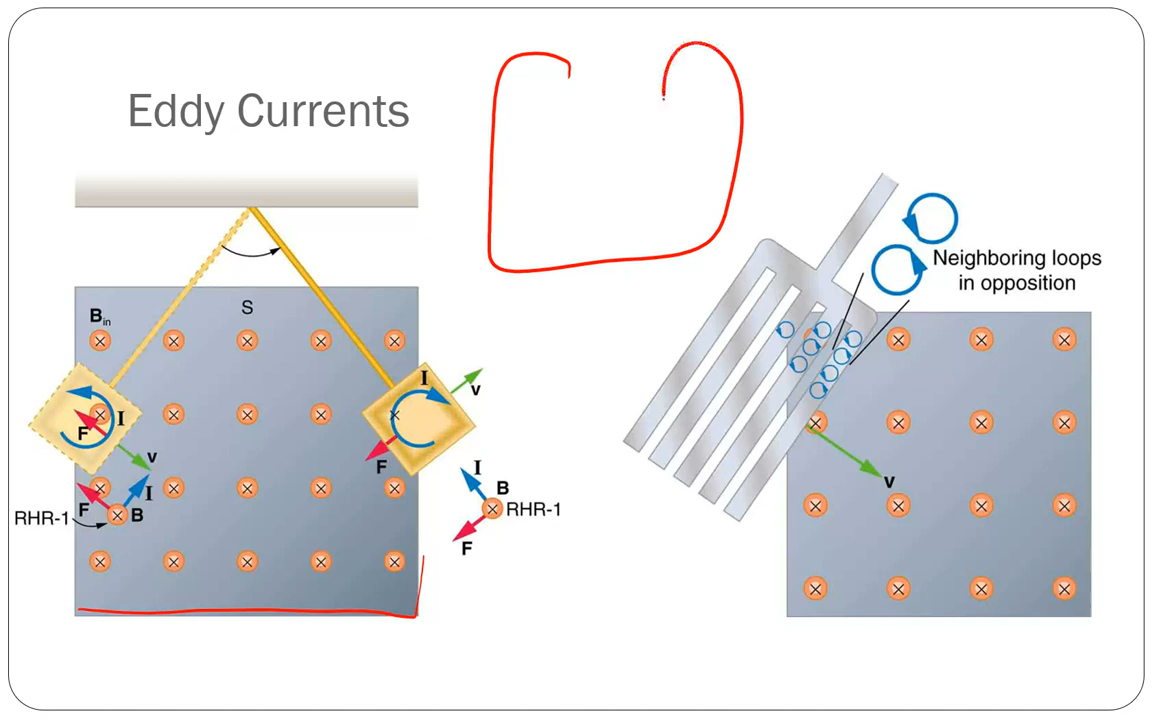 Eddy Currents
S
B in
I
F
v
F
I
B
RHR-1
I
v
F
I
B
RHR-1
F
Neighboring loops
in opposition
v